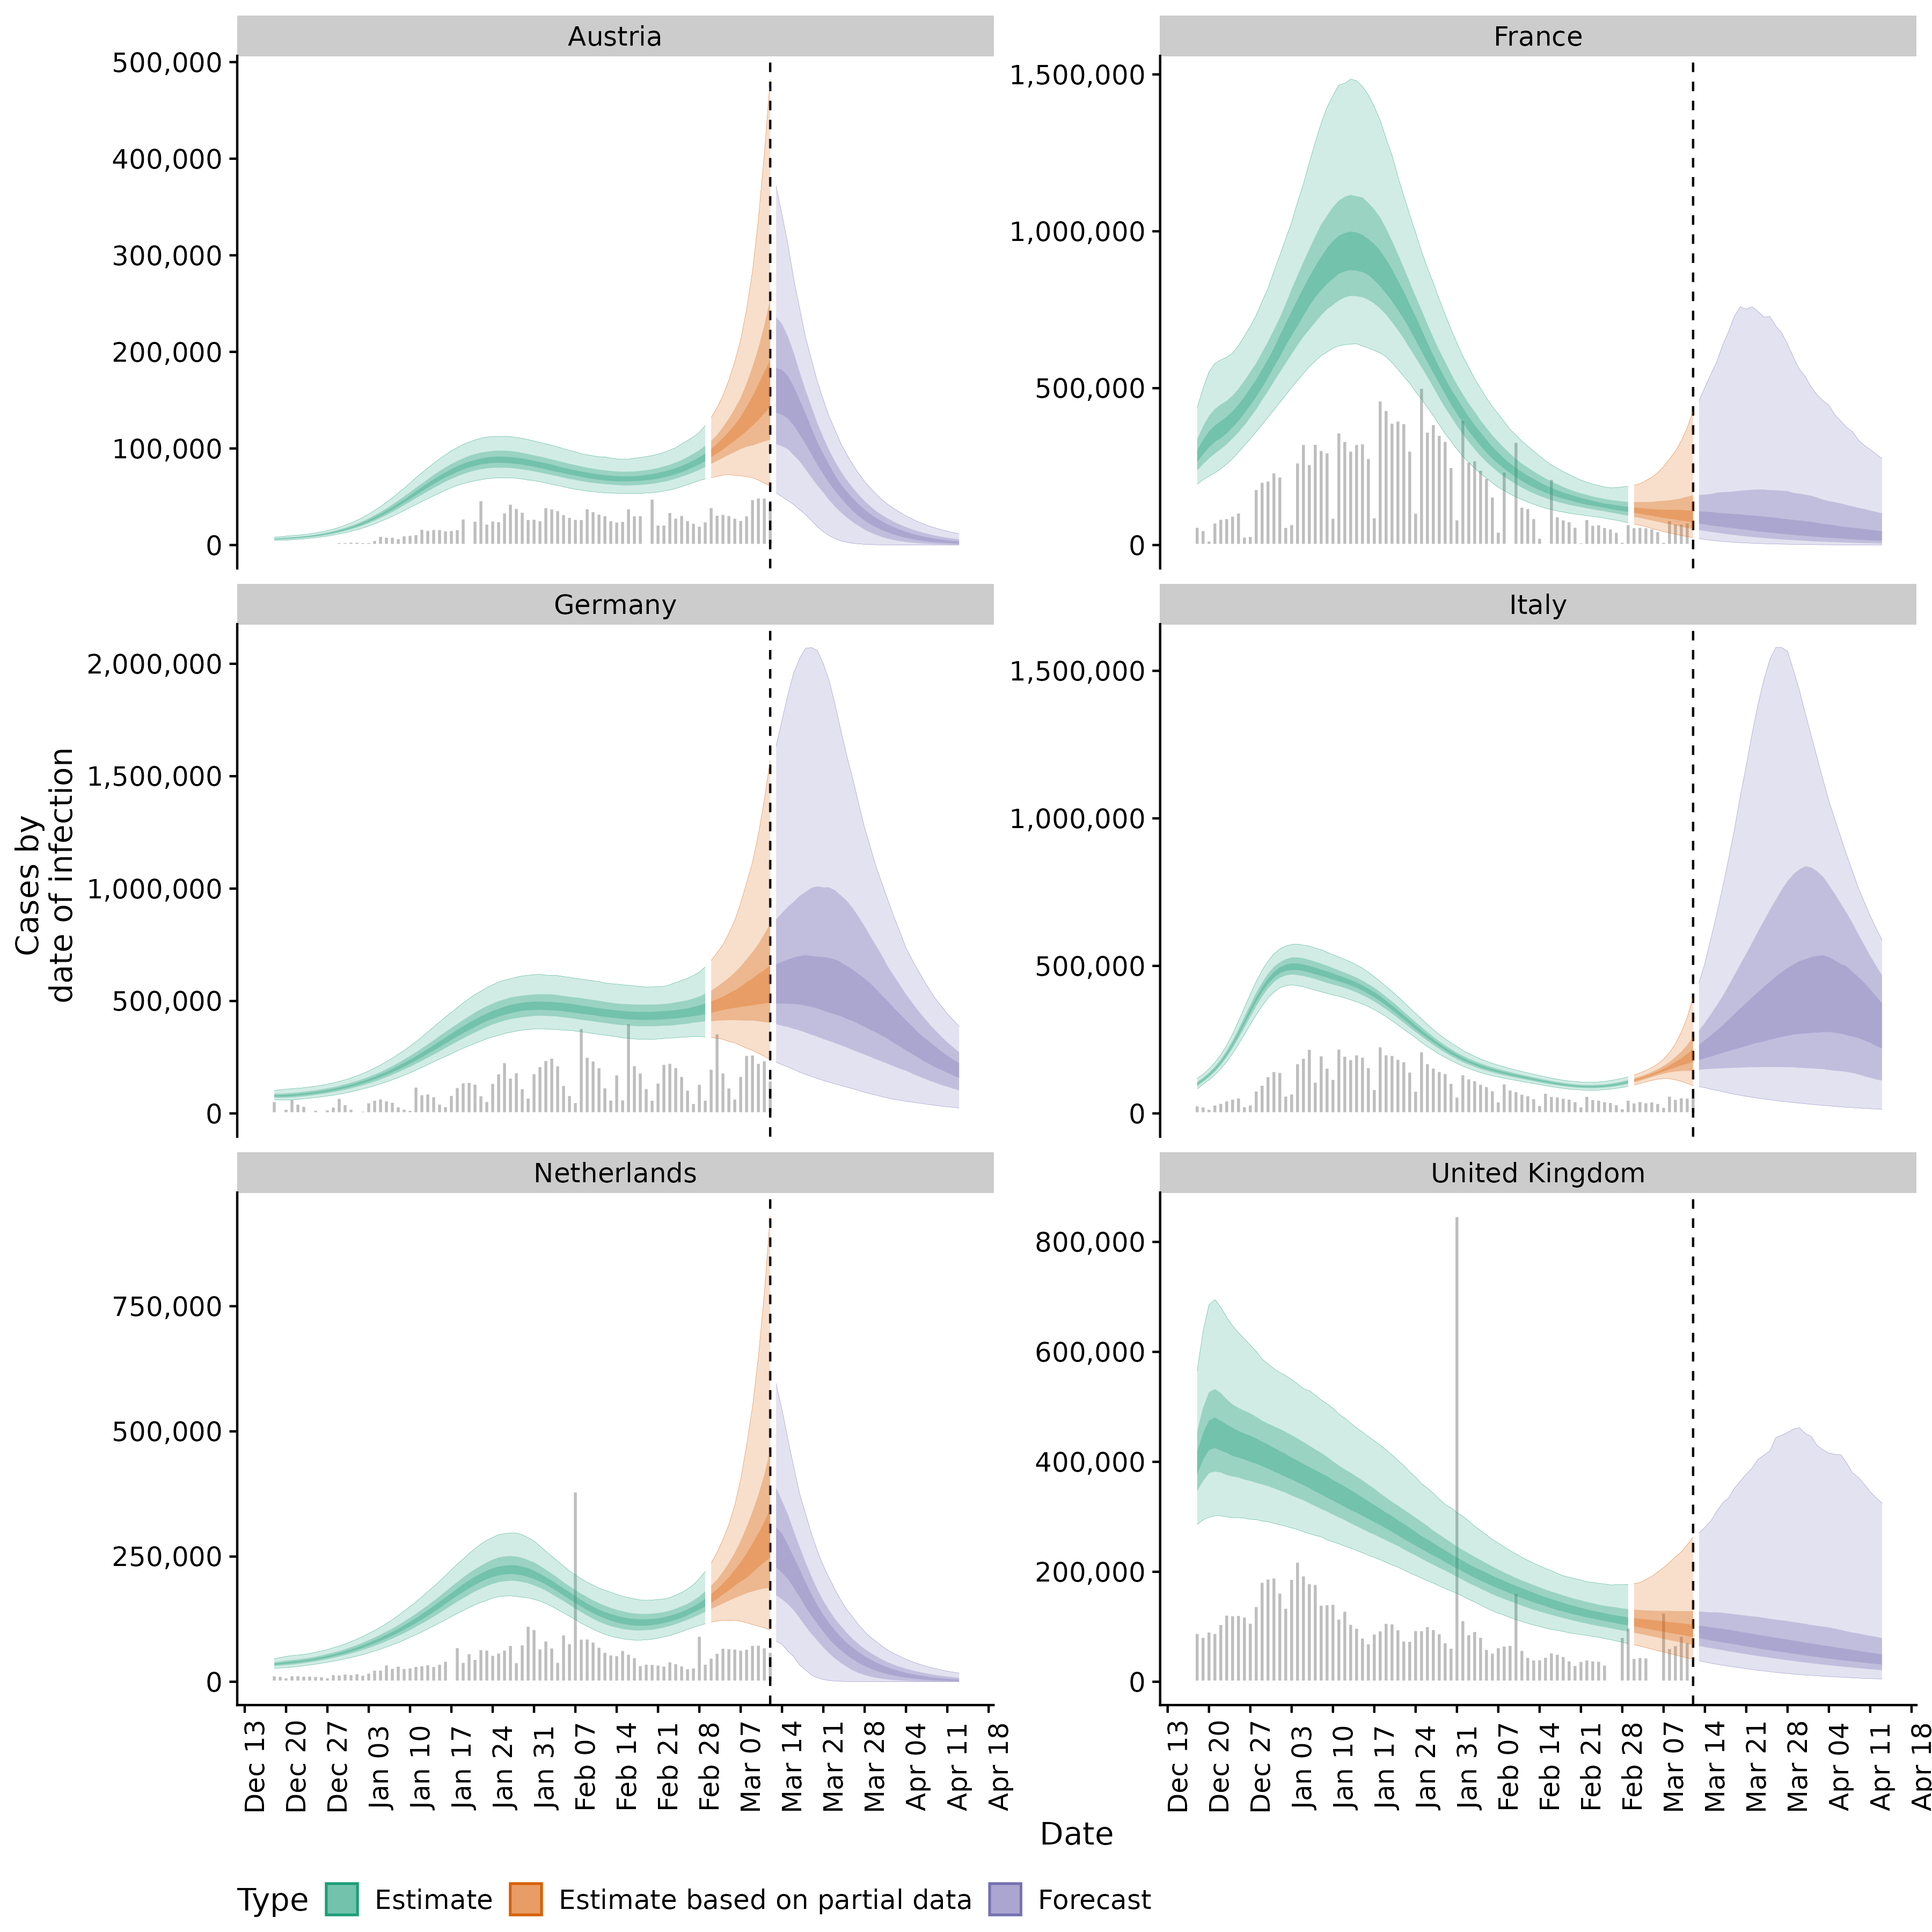 Austria
France
500,000
400,000
300,000
200,000
100,000
0
1,500,000
1,000,000
500,000
0
Germany
Italy
2,000,000
1,500,000
1,000,000
500,000
0
1,500,000
1,000,000
500,000
0
Cases by
date of infection
Netherlands
United Kingdom
750,000
500,000
250,000
0
800,000
600,000
400,000
200,000
0
Dec 13
Dec 20
Dec 27
Jan 03
Jan 10
Jan 17
Jan 24
Jan 31
Feb 07
Feb 14
Feb 21
Feb 28
Mar 07
Mar 14
Mar 21
Mar 28
Apr 04
Apr 11
Apr 18
Dec 13
Dec 20
Dec 27
Jan 03
Jan 10
Jan 17
Jan 24
Jan 31
Feb 07
Feb 14
Feb 21
Feb 28
Mar 07
Mar 14
Mar 21
Mar 28
Apr 04
Apr 11
Apr 18
Date
Type Estimate Estimate based on partial data Forecast